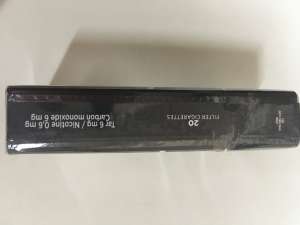 Tar 6 mg / Nicotine 0,6 mg
Carbon monoxide 6 mg
20
FILTER CIGARETTES